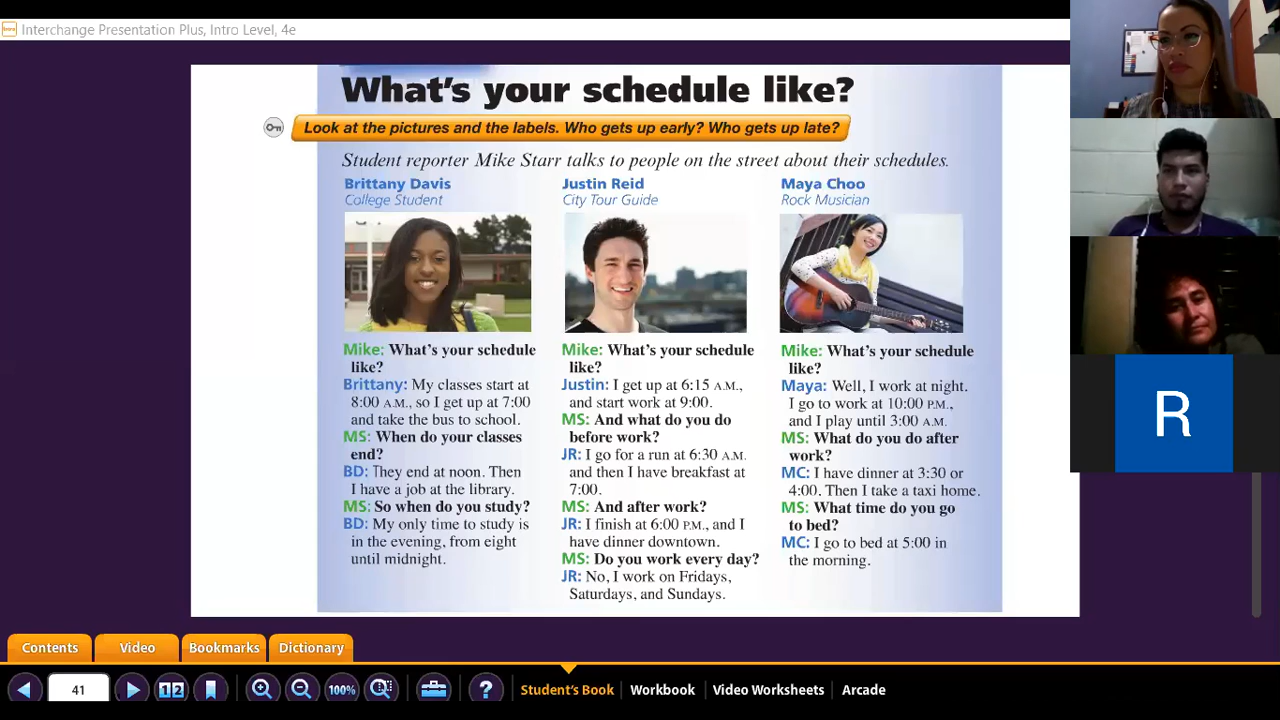 Interchange Presentation Plus, Intro Level, 4e
What's your schedule like?
Look at the pictures and the labels. Who gets up early? Who gets up late?
Student reporter Mike Starr talks to people on the street about their schedules.
Brittany Davis
College Student
Mike: What's your schedule
like?
Brittany: My classes start at
8:00 A.M., so I get up at 7:00
and take the bus to school.
MS: When do your classes
end?
BD: They end at noon. Then
I have a job at the library.
MS: So when do you study?
BD: My only time to study is
in the evening, from eight
until midnight.
Justin Reid
City Tour Guide
Mike: What's your schedule
like?
Justin: I get up at 6:15 A.M.,
and start work at 9:00.
MS: And what do you do
before work?
JR: I go for a run at 6:30 A.M.
and then I have breakfast at
7:00.
MS: And after work?
JR: I finish at 6:00 P.M., and I
have dinner downtown.
MS: Do you work every day?
JR: No, I work on Fridays,
Saturdays, and Sundays.
Maya Choo
Rock Musician
Mike: What's your schedule
like?
Maya: Well, I work at night.
I go to work at 10:00 P.M.,
and I play until 3:00 A.M.
MS: What do you do after
work?
MC: I have dinner at 3:30 or
4:00. Then I take a taxi home.
MS: What time do you go
to bed?
MC: I go to bed at 5:00 in
the morning.
R
Contents Video Bookmarks Dictionary
41 12 100% ? Student's Book Workbook Video Worksheets Arcade